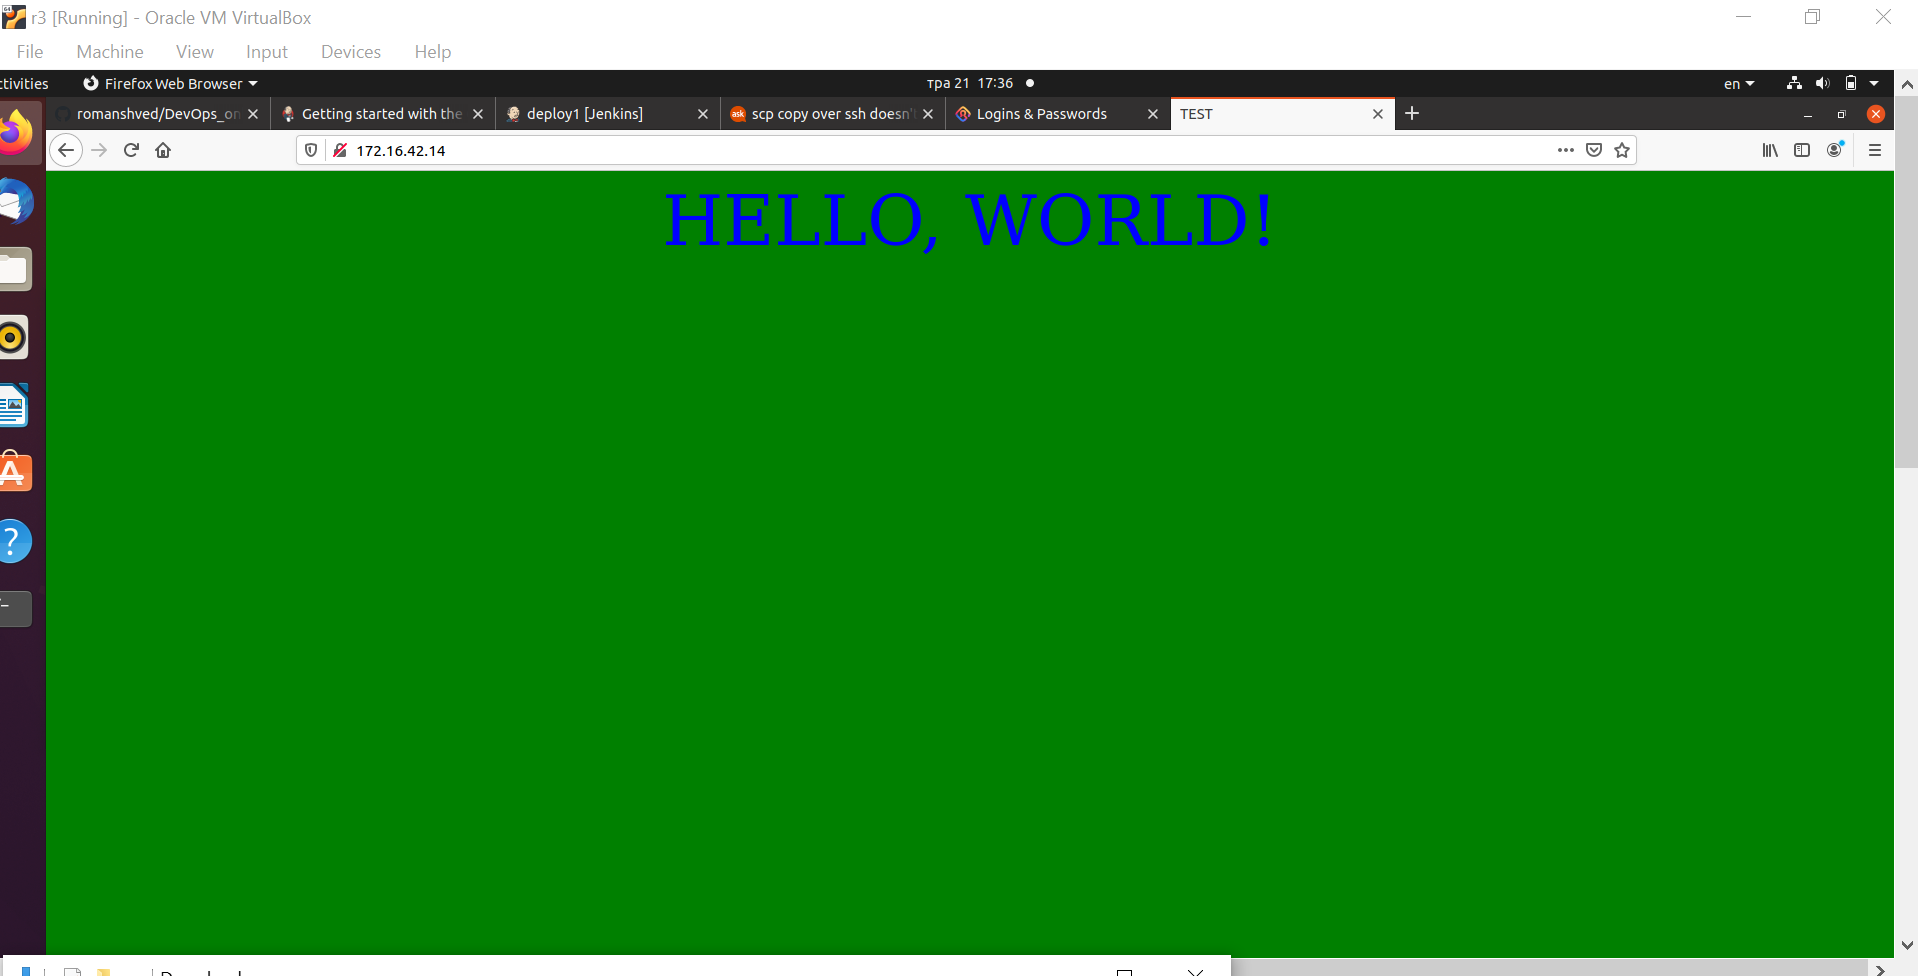 r3 [Running] - Oracle VM VirtualBox
File Machine View Input Devices Help
tivities Firefox Web Browser тра 21 17:36 en
romanshved/DevOps_on Getting started with the deploy1 [Jenkins] scp copy over ssh doesn't Logins & Passwords TEST
172.16.42.14
HELLO, WORLD!